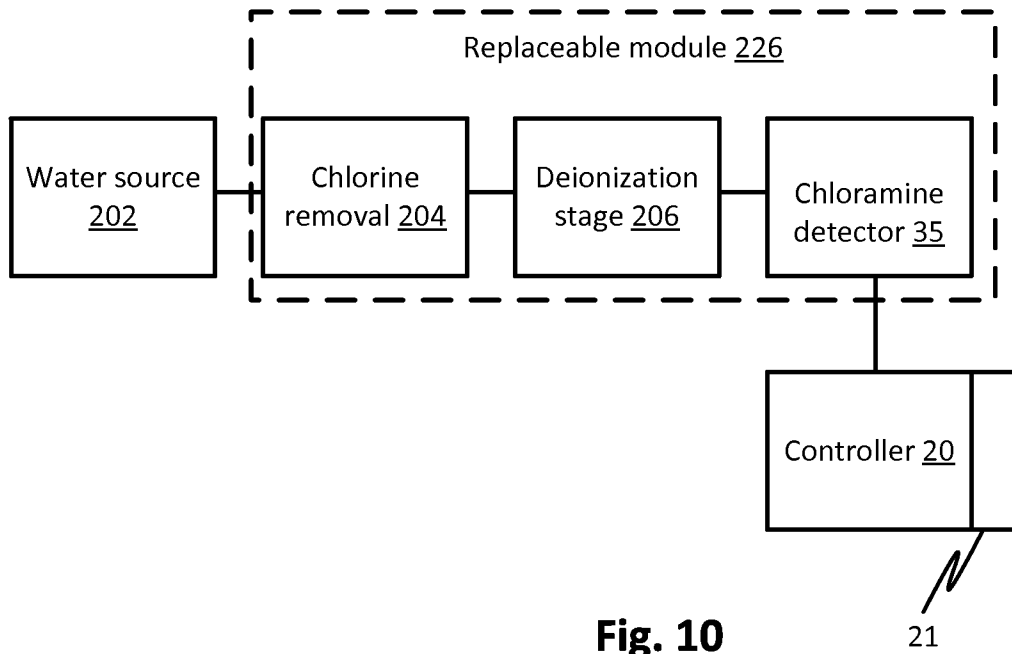 Replaceable module 226
Water source
202
Chlorine
removal 204
Deionization
stage 206
Chloramine
detector 35
Controller 20
21
Fig. 10